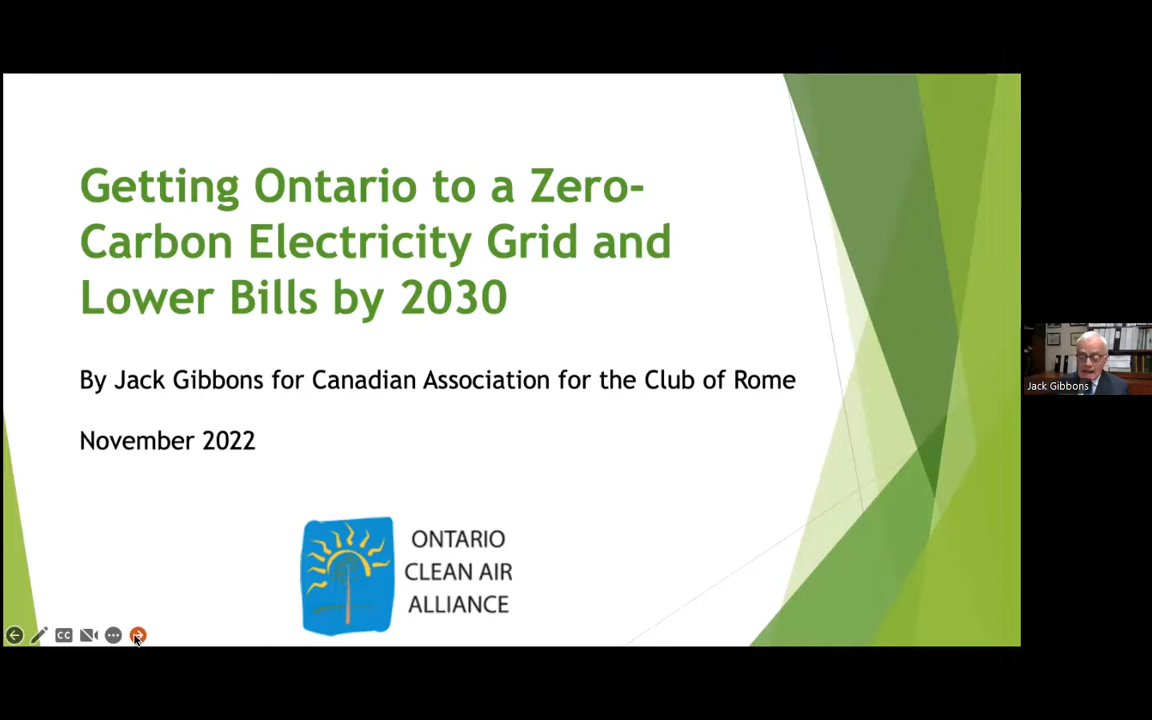 Getting Ontario to a Zero-
Carbon Electricity Grid and
Lower Bills by 2030
By Jack Gibbons for Canadian Association for the Club of Rome
November 2022
ONTARIO
CLEAN AIR
ALLIANCE
CC
Jack Gibbons